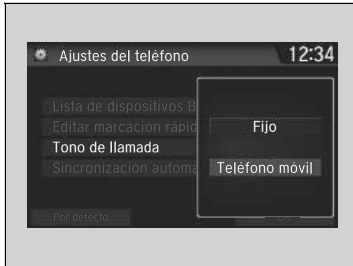 Ajustes del teléfono
12:34
Lista de dispositivos B
Editar marcación rápid
Fijo
Tono de llamada
Sincronización automá
Teléfono móvil
Por defecto